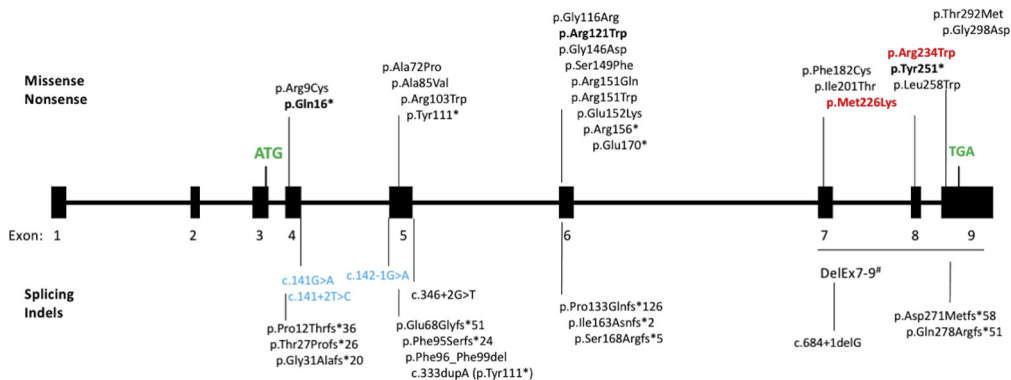 Missense
Nonsense
p.Arg9Cys
p.Gln16*
p.Ala72Pro
p.Ala85Val
p.Arg103Trp
p.Tyr111*
p.Gly116Arg
p.Arg121Trp
p.Gly146Asp
p.Ser149Phe
p.Arg151Gln
p.Arg151Trp
p.Glu152Lys
p.Arg156*
p.Glu170*
p.Phe182Cys
p.Ile201Thr
p.Met226Lys
p.Arg234Trp
p.Tyr251*
p.Leu258Trp
p.Thr292Met
p.Gly298Asp
ATG
TGA
Exon: 1 2 3 4 5 6 7 8 9
Splicing
Indels
c.141G>A
c.141+2T>C
p.Pro12Thrfs*36
p.Thr27Profs*26
p.Gly31Alafs*20
c.142-1G>A
c.346+2G>T
p.Glu68Glyfs*51
p.Phe95Serfs*24
p.Phe96_Phe99del
c.333dupA (p.Tyr111*)
p.Pro133Glnfs*126
p.Ile163Asnfs*2
p.Ser168Argfs*5
DelEx7-9#
c.684+1delG
p.Asp271Metfs*58
p.Gln278Argfs*51